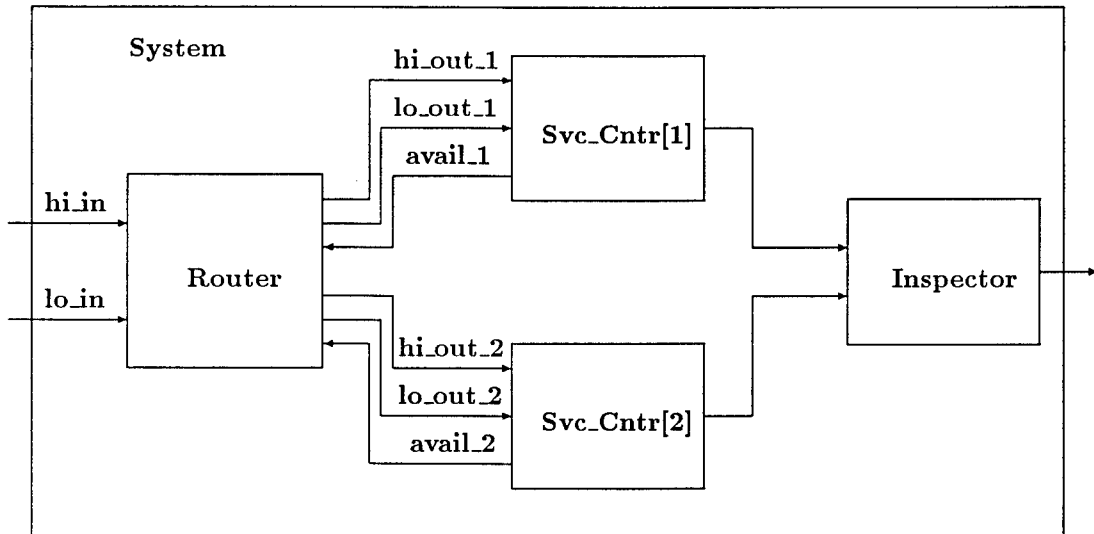 System
hi_out_1
lo_out_1
Svc_Cntr[1]
avail_1
hi_in
Router
Inspector
lo_in
hi_out_2
lo_out_2
Svc_Cntr[2]
avail_2